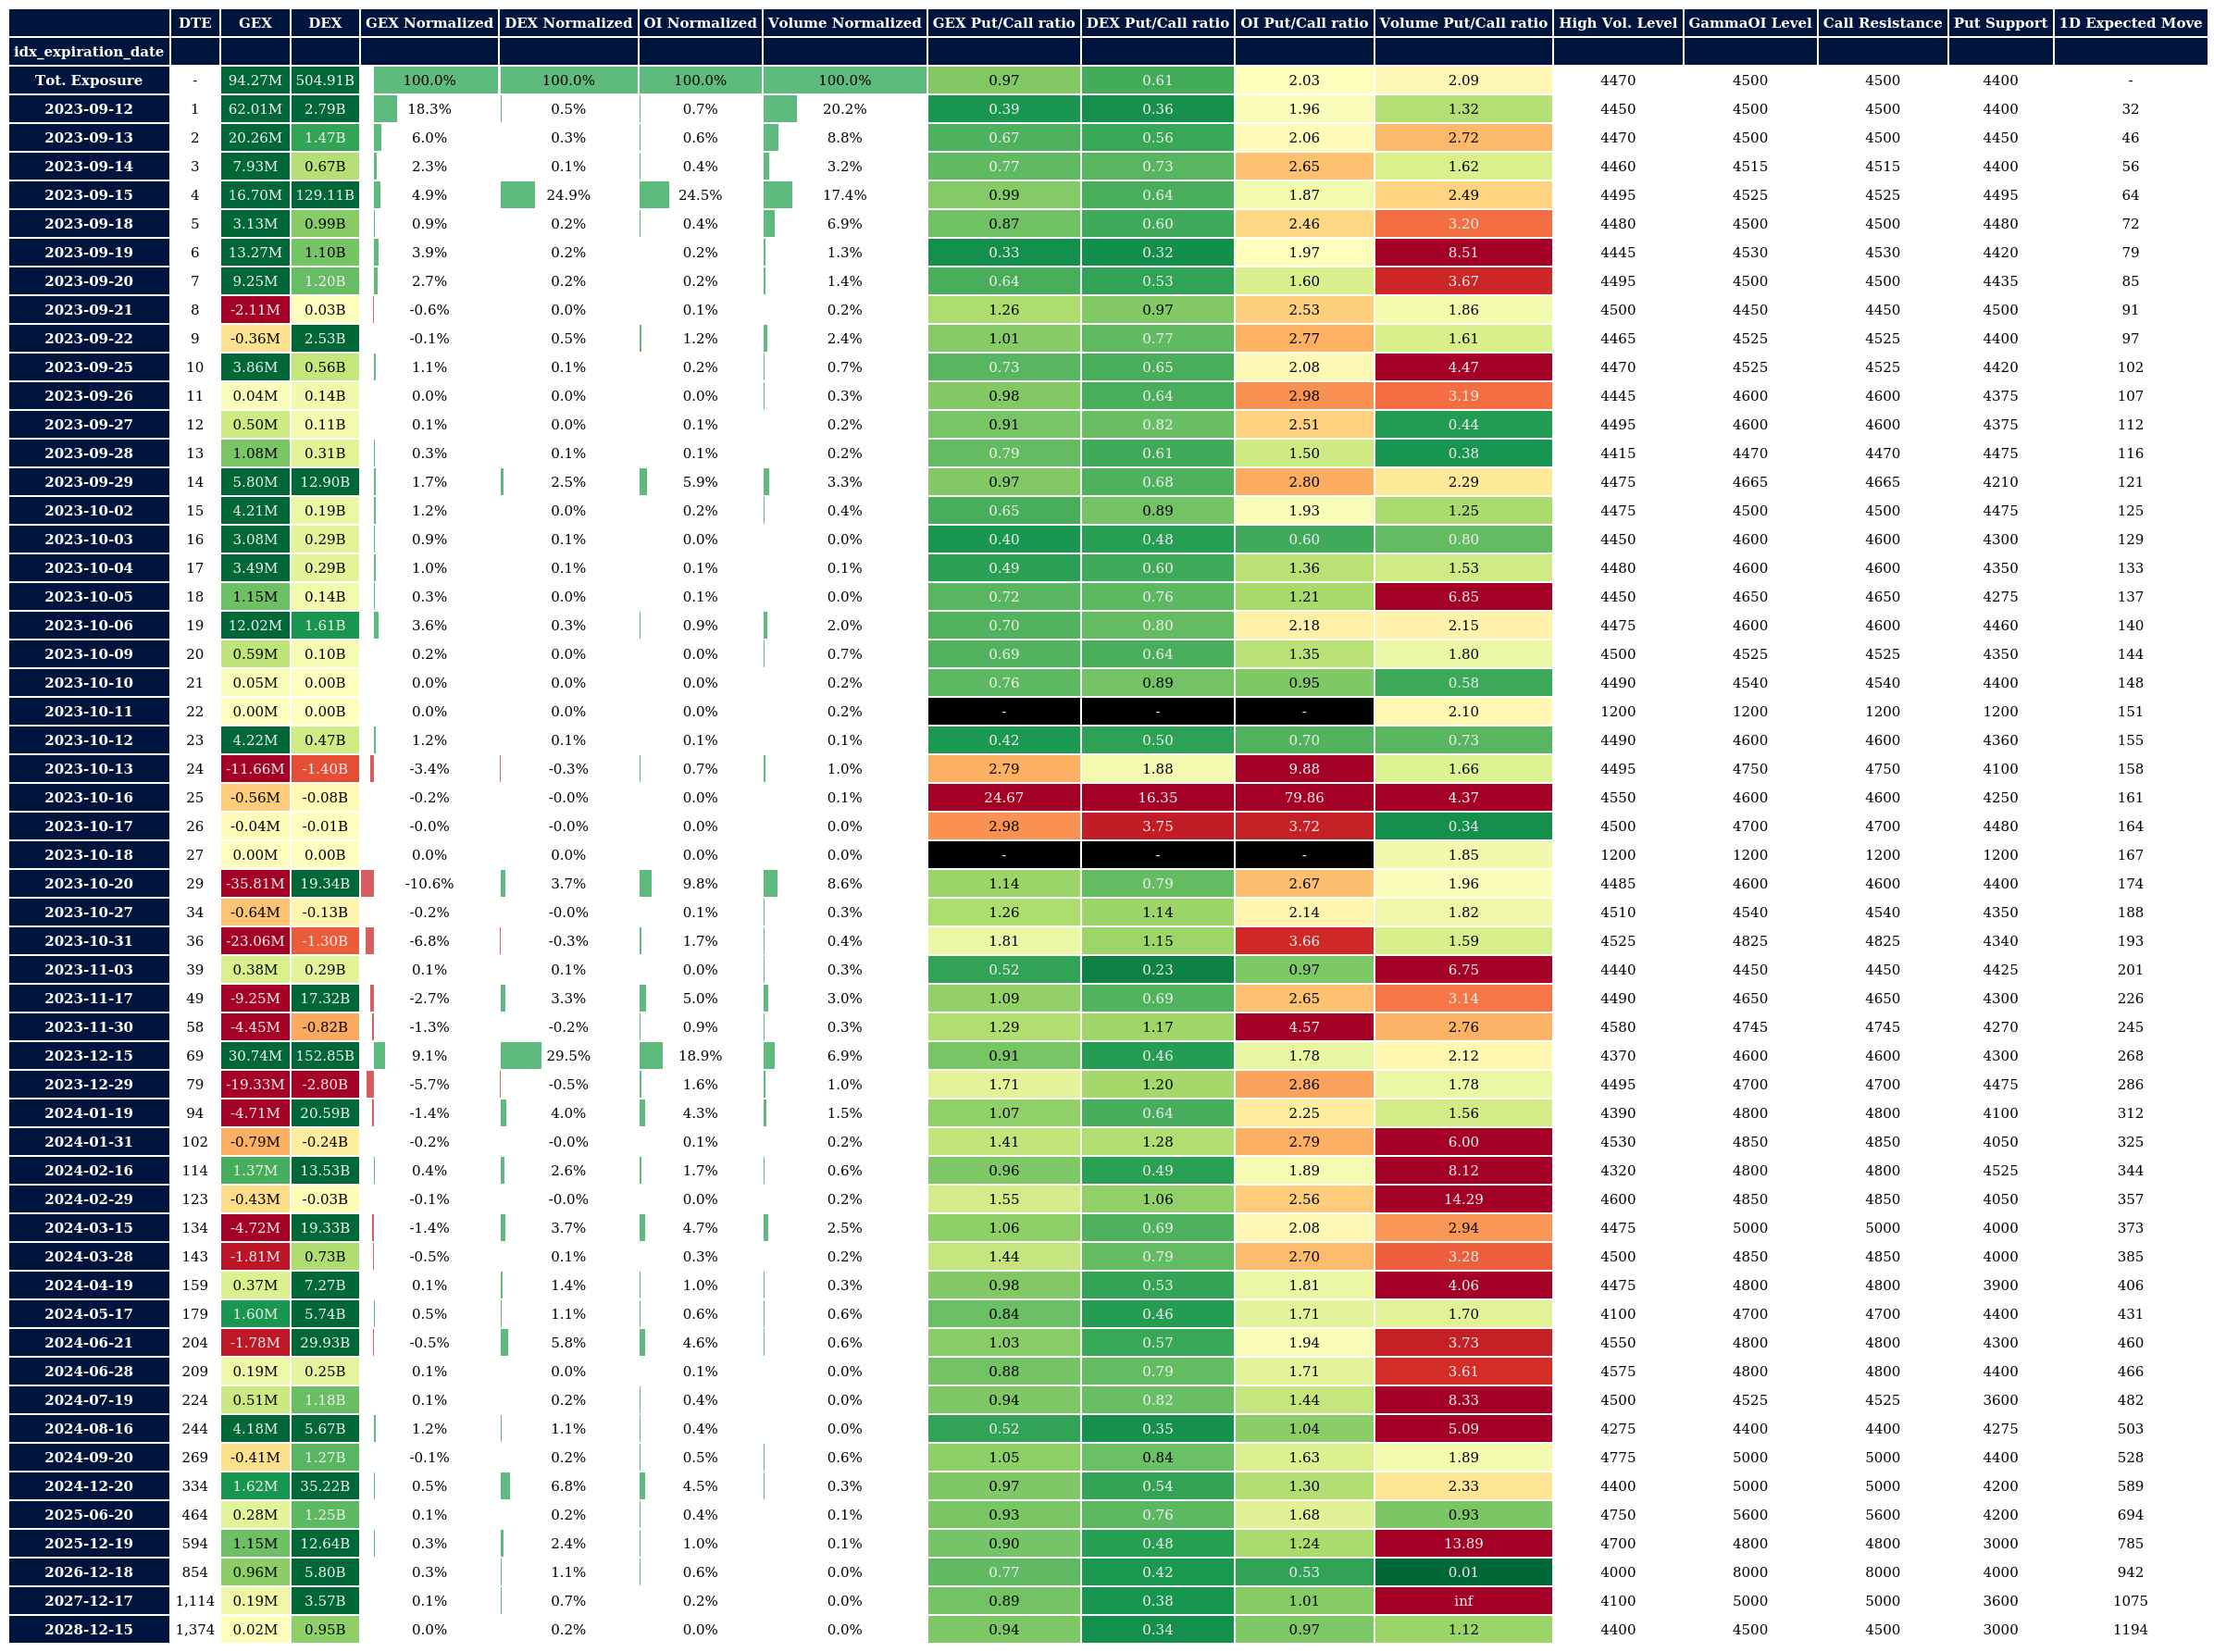 DTE GEX DEX GEX Normalized DEX Normalized OI Normalized Volume Normalized GEX Put/Call ratio DEX Put/Call ratio OI Put/Call ratio Volume Put/Call ratio High Vol. Level GammaOI Level Call Resistance Put Support 1D Expected Move
idx_expiration_date
Tot. Exposure - 94.27M 504.91B 100.0% 100.0% 100.0% 100.0% 0.97 0.61 2.03 2.09 4470 4500 4500 4400 -
2023-09-12 1 62.01M 2.79B 18.3% 0.5% 0.7% 20.2% 0.39 0.36 1.96 1.32 4450 4500 4500 4400 32
2023-09-13 2 20.26M 1.47B 6.0% 0.3% 0.6% 8.8% 0.67 0.56 2.06 2.72 4470 4500 4500 4450 46
2023-09-14 3 7.93M 0.67B 2.3% 0.1% 0.4% 3.2% 0.77 0.73 2.65 1.62 4460 4515 4515 4400 56
2023-09-15 4 16.70M 129.11B 4.9% 24.9% 24.5% 17.4% 0.99 0.64 1.87 2.49 4495 4525 4525 4495 64
2023-09-18 5 3.13M 0.99B 0.9% 0.2% 0.4% 6.9% 0.87 0.60 2.46 3.20 4480 4500 4500 4480 72
2023-09-19 6 13.27M 1.10B 3.9% 0.2% 0.2% 1.3% 0.33 0.32 1.97 8.51 4445 4530 4530 4420 79
2023-09-20 7 9.25M 1.20B 2.7% 0.2% 0.2% 1.4% 0.64 0.53 1.60 3.67 4495 4500 4500 4435 85
2023-09-21 8 -2.11M 0.03B -0.6% 0.0% 0.1% 0.2% 1.26 0.97 2.53 1.86 4500 4450 4450 4500 91
2023-09-22 9 -0.36M 2.53B -0.1% 0.5% 1.2% 2.4% 1.01 0.77 2.77 1.61 4465 4525 4525 4400 97
2023-09-25 10 3.86M 0.56B 1.1% 0.1% 0.2% 0.7% 0.73 0.65 2.08 4.47 4470 4525 4525 4420 102
2023-09-26 11 0.04M 0.14B 0.0% 0.0% 0.0% 0.3% 0.98 0.64 2.98 3.19 4445 4600 4600 4375 107
2023-09-27 12 0.50M 0.11B 0.1% 0.0% 0.1% 0.2% 0.91 0.82 2.51 0.44 4495 4600 4600 4375 112
2023-09-28 13 1.08M 0.31B 0.3% 0.1% 0.1% 0.2% 0.79 0.61 1.50 0.38 4415 4470 4470 4475 116
2023-09-29 14 5.80M 12.90B 1.7% 2.5% 5.9% 3.3% 0.97 0.68 2.80 2.29 4475 4665 4665 4210 121
2023-10-02 15 4.21M 0.19B 1.2% 0.0% 0.2% 0.4% 0.65 0.89 1.93 1.25 4475 4500 4500 4475 125
2023-10-03 16 3.08M 0.29B 0.9% 0.1% 0.0% 0.0% 0.40 0.48 0.60 0.80 4450 4600 4600 4300 129
2023-10-04 17 3.49M 0.29B 1.0% 0.1% 0.1% 0.1% 0.49 0.60 1.36 1.53 4480 4600 4600 4350 133
2023-10-05 18 1.15M 0.14B 0.3% 0.0% 0.1% 0.0% 0.72 0.76 1.21 6.85 4450 4650 4650 4275 137
2023-10-06 19 12.02M 1.61B 3.6% 0.3% 0.9% 2.0% 0.70 0.80 2.18 2.15 4475 4600 4600 4460 140
2023-10-09 20 0.59M 0.10B 0.2% 0.0% 0.0% 0.7% 0.69 0.64 1.35 1.80 4500 4525 4525 4350 144
2023-10-10 21 0.05M 0.00B 0.0% 0.0% 0.0% 0.2% 0.76 0.89 0.95 0.58 4490 4540 4540 4400 148
2023-10-11 22 0.00M 0.00B 0.0% 0.0% 0.0% 0.2% - - - 2.10 1200 1200 1200 1200 151
2023-10-12 23 4.22M 0.47B 1.2% 0.1% 0.1% 0.1% 0.42 0.50 0.70 0.73 4490 4600 4600 4360 155
2023-10-13 24 -11.66M -1.40B -3.4% -0.3% 0.7% 1.0% 2.79 1.88 9.88 1.66 4495 4750 4750 4100 158
2023-10-16 25 -0.56M -0.08B -0.2% -0.0% 0.0% 0.1% 24.67 16.35 79.86 4.37 4550 4600 4600 4250 161
2023-10-17 26 -0.04M -0.01B -0.0% -0.0% 0.0% 0.0% 2.98 3.75 3.72 0.34 4500 4700 4700 4480 164
2023-10-18 27 0.00M 0.00B 0.0% 0.0% 0.0% 0.0% - - - 1.85 1200 1200 1200 1200 167
2023-10-20 29 -35.81M 19.34B -10.6% 3.7% 9.8% 8.6% 1.14 0.79 2.67 1.96 4485 4600 4600 4400 174
2023-10-27 34 -0.64M -0.13B -0.2% -0.0% 0.1% 0.3% 1.26 1.14 2.14 1.82 4510 4540 4540 4350 188
2023-10-31 36 -23.06M -1.30B -6.8% -0.3% 1.7% 0.4% 1.81 1.15 3.66 1.59 4525 4825 4825 4340 193
2023-11-03 39 0.38M 0.29B 0.1% 0.1% 0.0% 0.3% 0.52 0.23 0.97 6.75 4440 4450 4450 4425 201
2023-11-17 49 -9.25M 17.32B -2.7% 3.3% 5.0% 3.0% 1.09 0.69 2.65 3.14 4490 4650 4650 4300 226
2023-11-30 58 -4.45M -0.82B -1.3% -0.2% 0.9% 0.3% 1.29 1.17 4.57 2.76 4580 4745 4745 4270 245
2023-12-15 69 30.74M 152.85B 9.1% 29.5% 18.9% 6.9% 0.91 0.46 1.78 2.12 4370 4600 4600 4300 268
2023-12-29 79 -19.33M -2.80B -5.7% -0.5% 1.6% 1.0% 1.71 1.20 2.86 1.78 4495 4700 4700 4475 286
2024-01-19 94 -4.71M 20.59B -1.4% 4.0% 4.3% 1.5% 1.07 0.64 2.25 1.56 4390 4800 4800 4100 312
2024-01-31 102 -0.79M -0.24B -0.2% -0.0% 0.1% 0.2% 1.41 1.28 2.79 6.00 4530 4850 4850 4050 325
2024-02-16 114 1.37M 13.53B 0.4% 2.6% 1.7% 0.6% 0.96 0.49 1.89 8.12 4320 4800 4800 4525 344
2024-02-29 123 -0.43M -0.03B -0.1% -0.0% 0.0% 0.2% 1.55 1.06 2.56 14.29 4600 4850 4850 4050 357
2024-03-15 134 -4.72M 19.33B -1.4% 3.7% 4.7% 2.5% 1.06 0.69 2.08 2.94 4475 5000 5000 4000 373
2024-03-28 143 -1.81M 0.73B -0.5% 0.1% 0.3% 0.2% 1.44 0.79 2.70 3.28 4500 4850 4850 4000 385
2024-04-19 159 0.37M 7.27B 0.1% 1.4% 1.0% 0.3% 0.98 0.53 1.81 4.06 4475 4800 4800 3900 406
2024-05-17 179 1.60M 5.74B 0.5% 1.1% 0.6% 0.6% 0.84 0.46 1.71 1.70 4100 4700 4700 4400 431
2024-06-21 204 -1.78M 29.93B -0.5% 5.8% 4.6% 0.6% 1.03 0.57 1.94 3.73 4550 4800 4800 4300 460
2024-06-28 209 0.19M 0.25B 0.1% 0.0% 0.1% 0.0% 0.88 0.79 1.71 3.61 4575 4800 4800 4400 466
2024-07-19 224 0.51M 1.18B 0.1% 0.2% 0.4% 0.0% 0.94 0.82 1.44 8.33 4500 4525 4525 3600 482
2024-08-16 244 4.18M 5.67B 1.2% 1.1% 0.4% 0.0% 0.52 0.35 1.04 5.09 4275 4400 4400 4275 503
2024-09-20 269 -0.41M 1.27B -0.1% 0.2% 0.5% 0.6% 1.05 0.84 1.63 1.89 4775 5000 5000 4400 528
2024-12-20 334 1.62M 35.22B 0.5% 6.8% 4.5% 0.3% 0.97 0.54 1.30 2.33 4400 5000 5000 4200 589
2025-06-20 464 0.28M 1.25B 0.1% 0.2% 0.4% 0.1% 0.93 0.76 1.68 0.93 4750 5600 5600 4200 694
2025-12-19 594 1.15M 12.64B 0.3% 2.4% 1.0% 0.1% 0.90 0.48 1.24 13.89 4700 4800 4800 3000 785
2026-12-18 854 0.96M 5.80B 0.3% 1.1% 0.6% 0.0% 0.77 0.42 0.53 0.01 4000 8000 8000 4000 942
2027-12-17 1,114 0.19M 3.57B 0.1% 0.7% 0.2% 0.0% 0.89 0.38 1.01 inf 4100 5000 5000 3600 1075
2028-12-15 1,374 0.02M 0.95B 0.0% 0.2% 0.0% 0.0% 0.94 0.34 0.97 1.12 4400 4500 4500 3000 1194